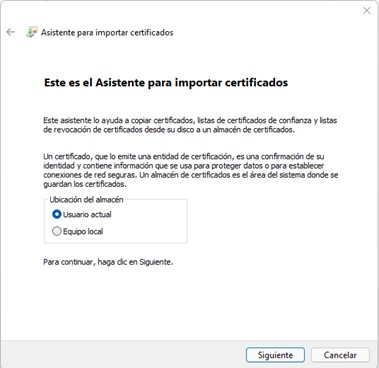 Asistente para importar certificados
Este es el Asistente para importar certificados
Este asistente lo ayuda a copiar certificados, listas de certificados de confianza y listas
de revocación de certificados desde su disco a un almacén de certificados.
Un certificado, que lo emite una entidad de certificación, es una confirmación de su
identidad y contiene información que se usa para proteger datos o para establecer
conexiones de red seguras. Un almacén de certificados es el área del sistema donde se
guardan los certificados.
Ubicación del almacén
Usuario actual
Equipo local
Para continuar, haga clic en Siguiente.
Siguiente
Cancelar